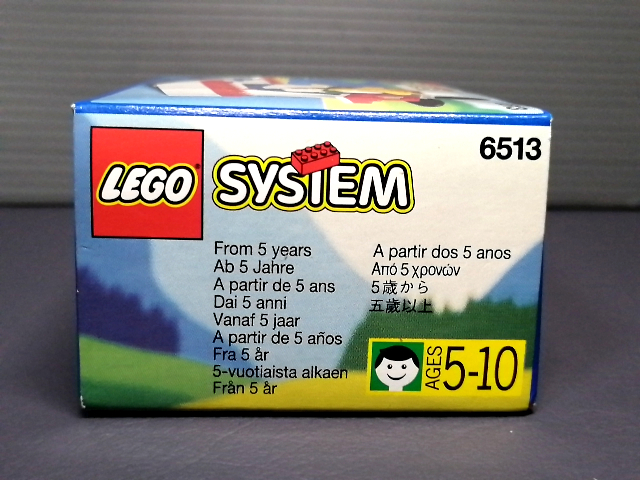 LEGO
SYSTEM
6513
From 5 years
Ab 5 Jahre
A partir de 5 ans
Dai 5 anni
Vanaf 5 jaar
A partir de 5 años
Fra 5 år
5-vuotiaista alkaen
Från 5 år
A partir dos 5 anos
Από 5 χρονών
5歳から
五歲以上
AGES 5-10